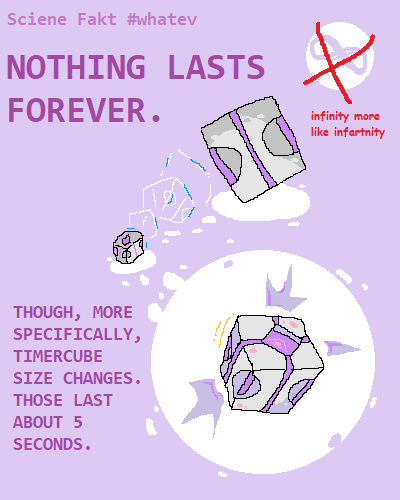 Sciene Fakt #whatev
NOTHING LASTS
FOREVER.
infinity more
like infartnity
THOUGH, MORE
SPECIFICALLY,
TIMERCUBE
SIZE CHANGES.
THOSE LAST
ABOUT 5
SECONDS.